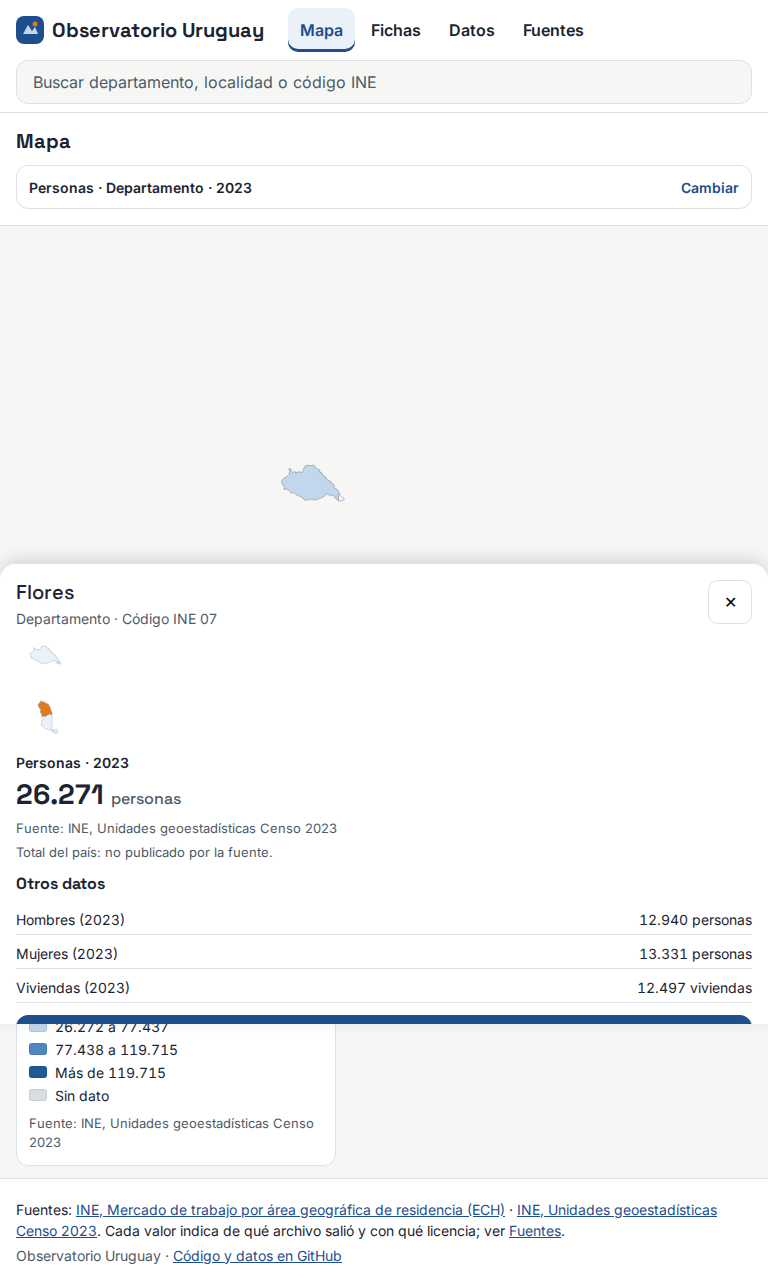 Observatorio Uruguay
Mapa
Fichas
Datos
Fuentes
Buscar departamento, localidad o código INE
Mapa
Personas · Departamento · 2023
Cambiar
Flores
Departamento · Código INE 07
✕
Personas · 2023
26.271 personas
Fuente: INE, Unidades geoestadísticas Censo 2023
Total del país: no publicado por la fuente.
Otros datos
Hombres (2023)
12.940 personas
Mujeres (2023)
13.331 personas
Viviendas (2023)
12.497 viviendas
26.272 a 77.437
77.438 a 119.715
Más de 119.715
Sin dato
Fuente: INE, Unidades geoestadísticas Censo
2023
Fuentes: INE, Mercado de trabajo por área geográfica de residencia (ECH) · INE, Unidades geoestadísticas
Censo 2023. Cada valor indica de qué archivo salió y con qué licencia; ver Fuentes.
Observatorio Uruguay · Código y datos en GitHub